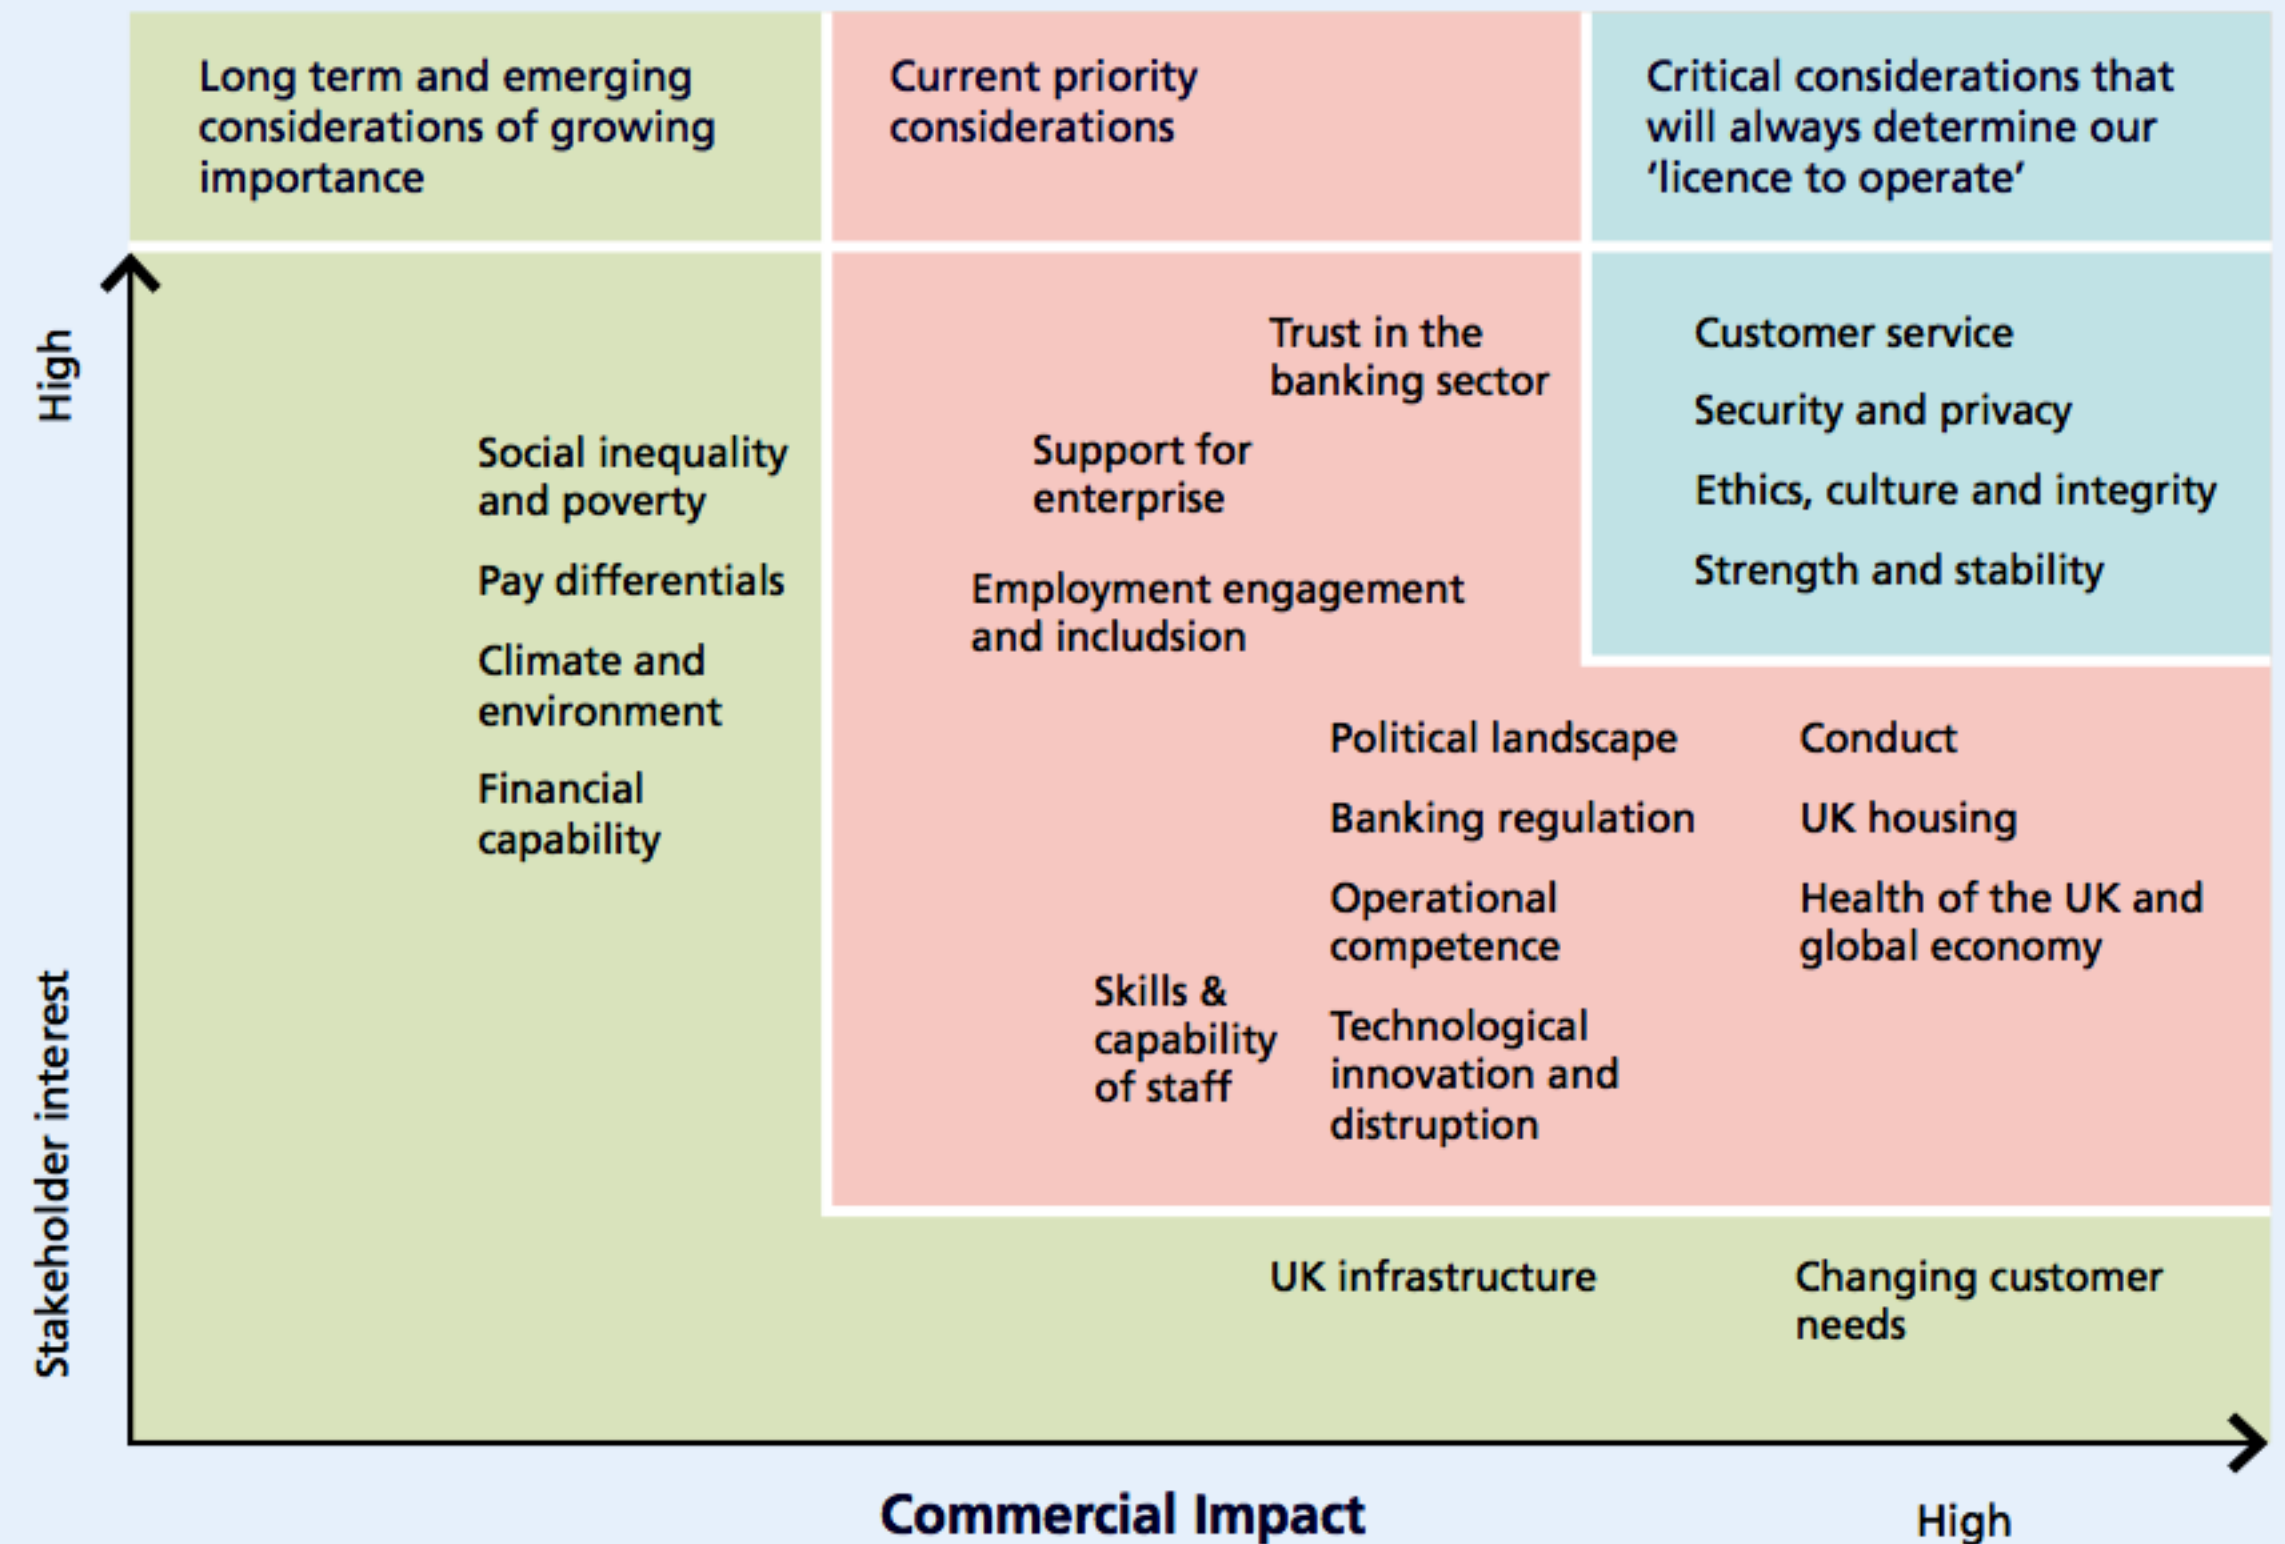 Long term and emerging
considerations of growing
importance
Current priority
considerations
Critical considerations that
will always determine our
‘licence to operate’
High
Stakeholder interest
Social inequality
and poverty
Pay differentials
Climate and
environment
Financial
capability
Trust in the
banking sector
Support for
enterprise
Employment engagement
and includsion
Customer service
Security and privacy
Ethics, culture and integrity
Strength and stability
Political landscape
Banking regulation
Operational
competence
Technological
innovation and
distruption
Skills &
capability
of staff
Conduct
UK housing
Health of the UK and
global economy
UK infrastructure
Changing customer
needs
Commercial Impact
High